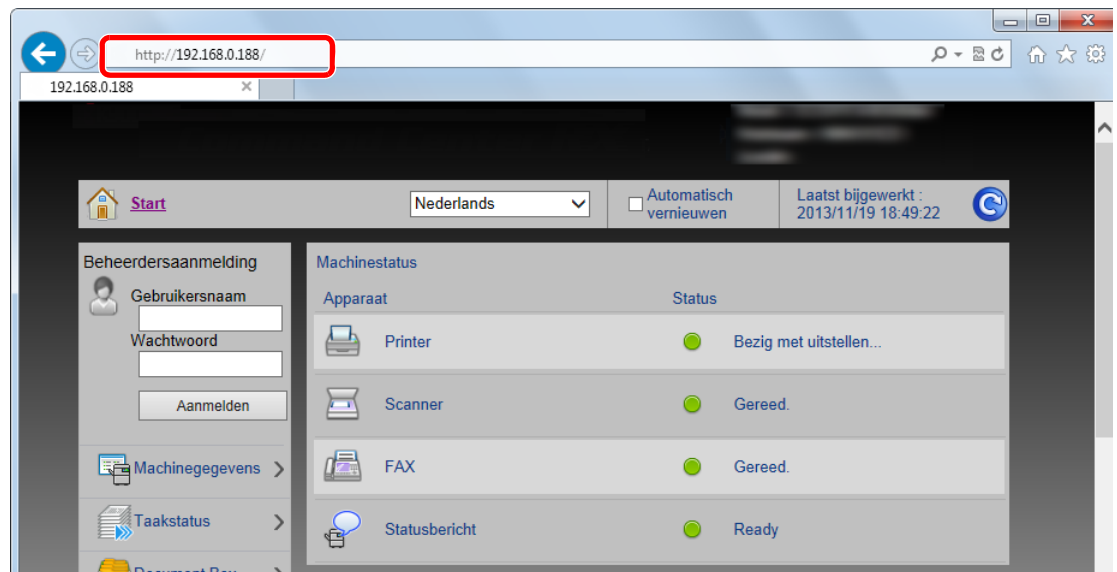 http://192.168.0.188/
192.168.0.188
Start
Nederlands
Automatisch
vernieuwen
Laatst bijgewerkt :
2013/11/19 18:49:22
Beheerdersaanmelding
Gebruikersnaam
Wachtwoord
Aanmelden
Machinegegevens
Taakstatus
Document Box
Machinestatus
Apparaat Status
Printer Bezig met uitstellen...
Scanner Gereed.
FAX Gereed.
Statusbericht Ready